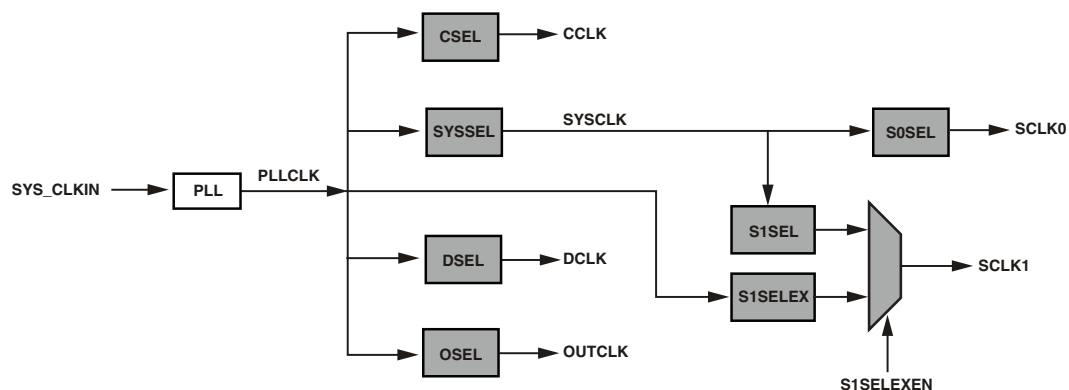 CSEL
CCLK
SYSSEL
SYSCLK
S0SEL
SCLK0
SYS_CLKIN
PLL
PLLCLK
S1SEL
DSEL
DCLK
SCLK1
S1SELEX
OSEL
OUTCLK
S1SELEXEN